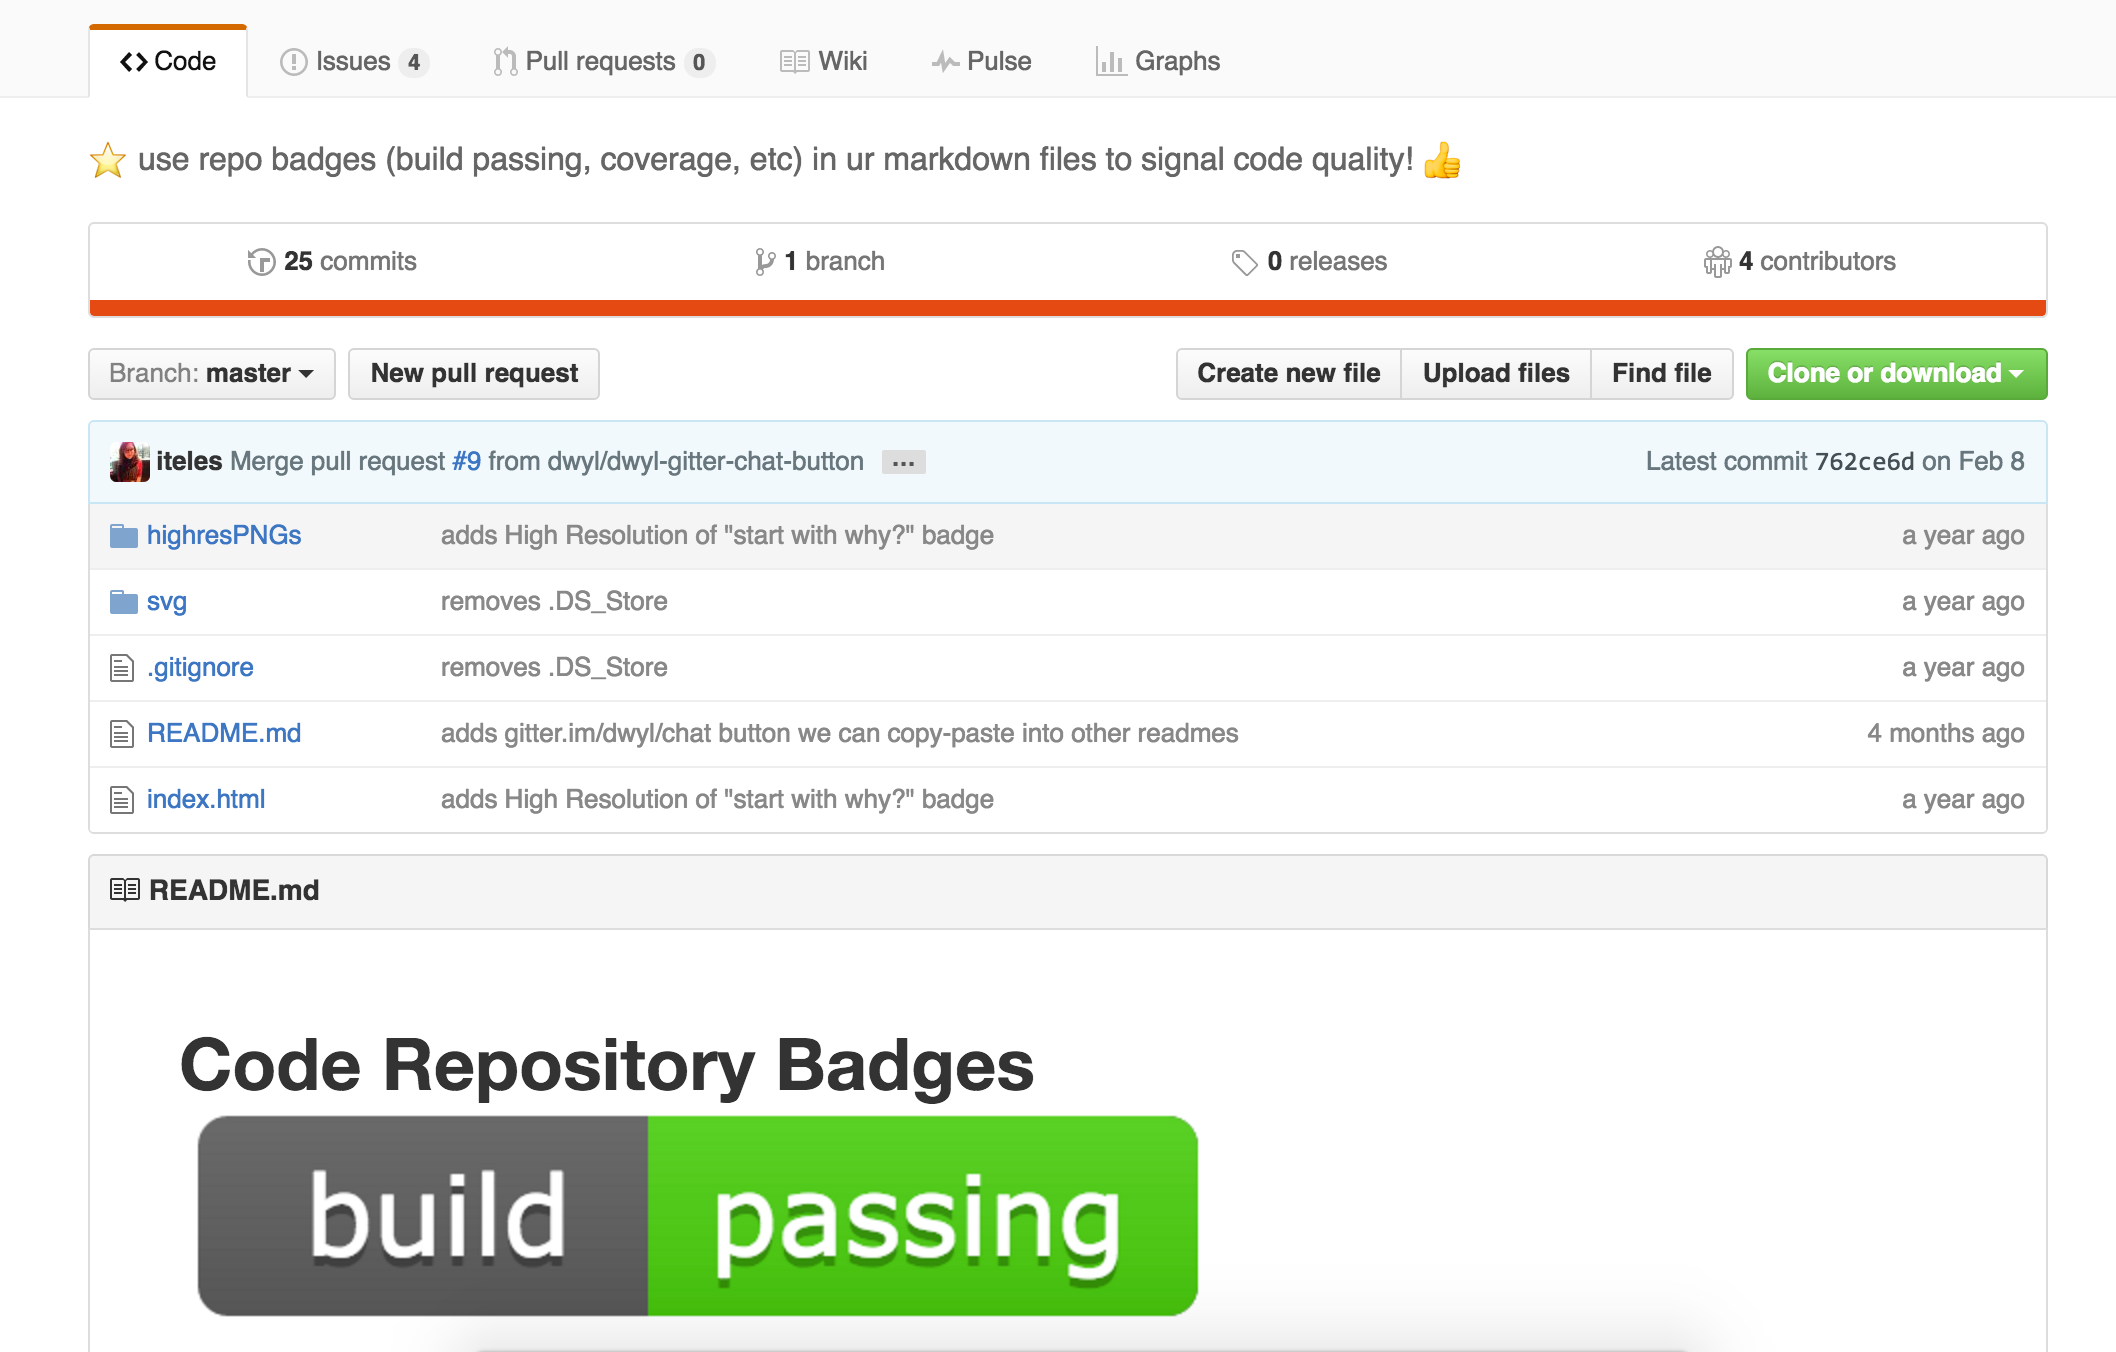 Code Issues 4 Pull requests 0 Wiki Pulse Graphs
use repo badges (build passing, coverage, etc) in ur markdown files to signal code quality!
25 commits 1 branch 0 releases 4 contributors
Branch: master New pull request Create new file Upload files Find file Clone or download
iteles Merge pull request #9 from dwyl/dwyl-gitter-chat-button ... Latest commit 762ce6d on Feb 8
highresPNGs adds High Resolution of "start with why?" badge a year ago
svg removes .DS_Store a year ago
.gitignore removes .DS_Store a year ago
README.md adds gitter.im/dwyl/chat button we can copy-paste into other readmes 4 months ago
index.html adds High Resolution of "start with why?" badge a year ago
README.md
Code Repository Badges
build passing